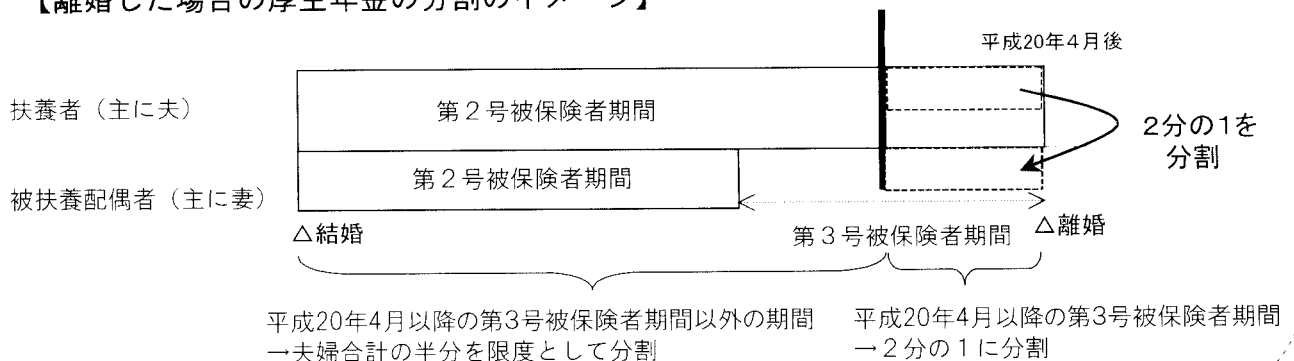 【離婚した場合の厚生年金の分割のイメージ】
平成20年4月後
扶養者（主に夫）
第２号被保険者期間
2分の1を
分割
被扶養配偶者（主に妻）
第２号被保険者期間
△結婚
第３号被保険者期間
△離婚
平成20年4月以降の第3号被保険者期間以外の期間
→夫婦合計の半分を限度として分割
平成20年4月以降の第3号被保険者期間
→２分の１に分割